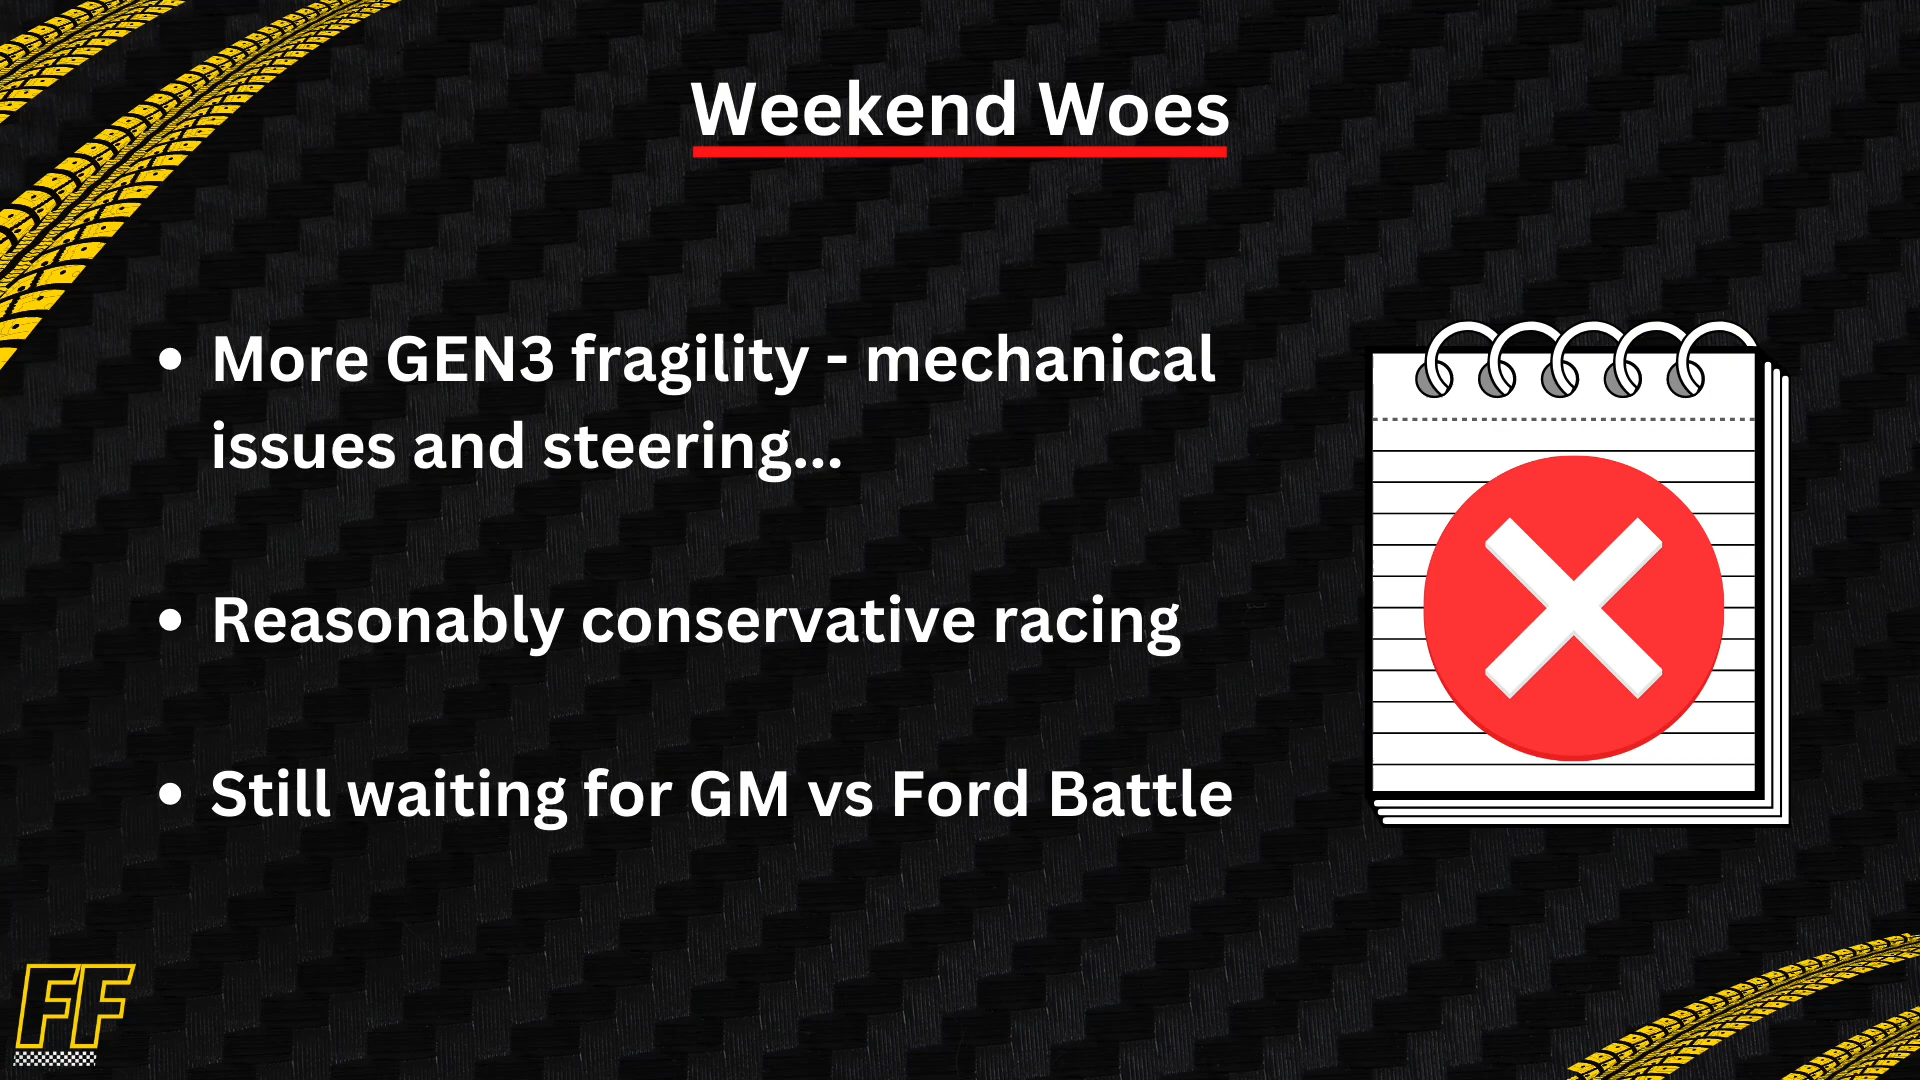 Weekend Woes
• More GEN3 fragility - mechanical
issues and steering...
• Reasonably conservative racing
• Still waiting for GM vs Ford Battle
FF